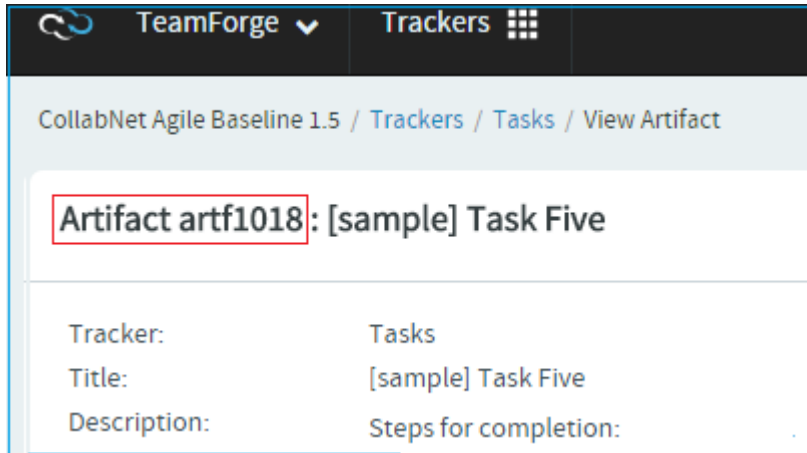 TeamForge Trackers
CollabNet Agile Baseline 1.5 / Trackers / Tasks / View Artifact
Artifact artf1018 : [sample] Task Five
Tracker: Tasks
Title: [sample] Task Five
Description: Steps for completion: